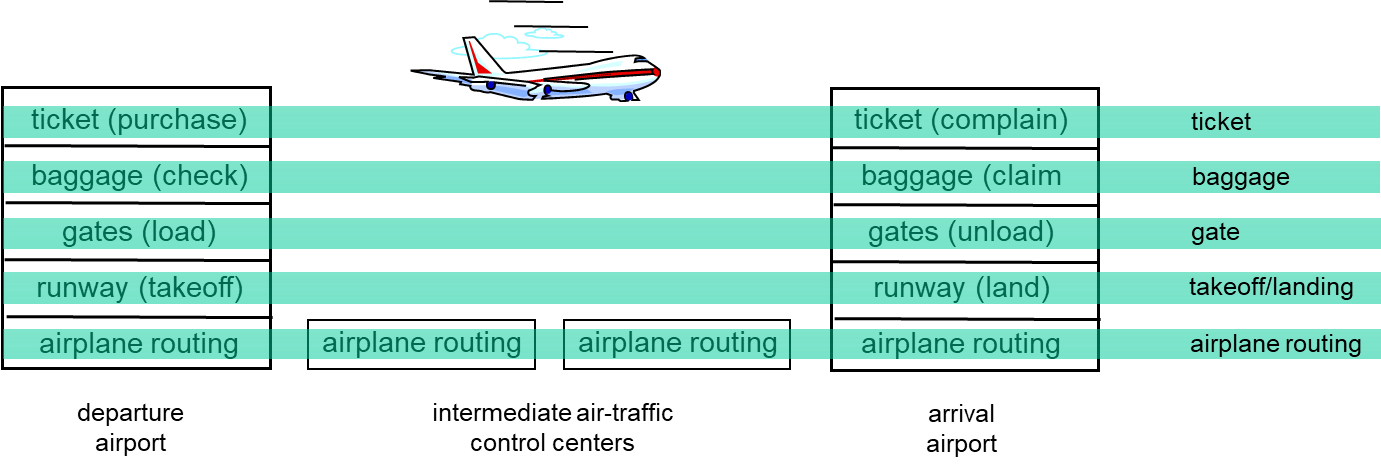 ticket (purchase)
ticket (complain)
ticket
baggage (check)
baggage (claim
baggage
gates (load)
gates (unload)
gate
runway (takeoff)
runway (land)
takeoff/landing
airplane routing
airplane routing
airplane routing
airplane routing
airplane routing
departure
airport
intermediate air-traffic
control centers
arrival
airport